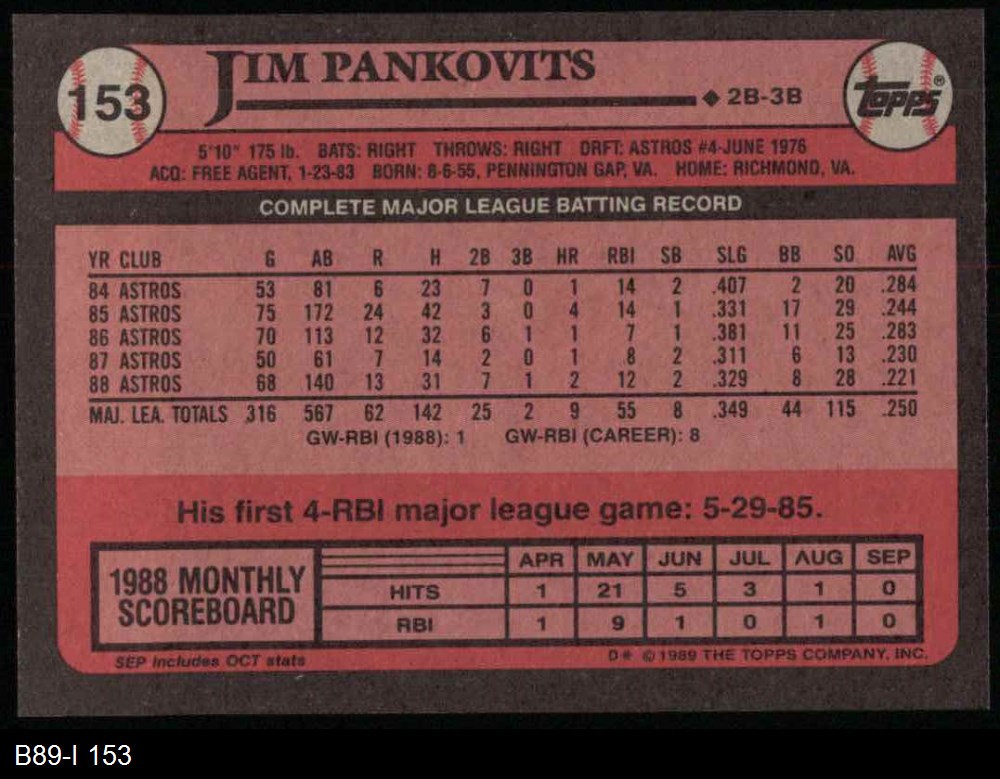 153
JIM PANKOVITS
◆ 2B-3B
TOPPS®
5'10" 175 lb. BATS: RIGHT THROWS: RIGHT DRFT: ASTROS #4-JUNE 1976
ACQ: FREE AGENT, 1-23-83 BORN: 8-6-55, PENNINGTON GAP, VA. HOME: RICHMOND, VA.
COMPLETE MAJOR LEAGUE BATTING RECORD
YR CLUB G AB R H 2B 3B HR RBI SB SLG BB SO AVG
84 ASTROS 53 81 6 23 7 0 1 14 2 .407 2 20 .284
85 ASTROS 75 172 24 42 3 0 4 14 1 .331 17 29 .244
86 ASTROS 70 113 12 32 6 1 1 7 1 .381 11 25 .283
87 ASTROS 50 61 7 14 2 0 1 8 2 .311 6 13 .230
88 ASTROS 68 140 13 31 7 1 2 12 2 .329 8 28 .221
MAJ. LEA. TOTALS 316 567 62 142 25 2 9 55 8 .349 44 115 .250
GW-RBI (1988): 1 GW-RBI (CAREER): 8
His first 4-RBI major league game: 5-29-85.
1988 MONTHLY
SCOREBOARD
APR MAY JUN JUL AUG SEP
HITS 1 21 5 3 1 0
RBI 1 9 1 0 1 0
SEP includes OCT stats
D* © 1989 THE TOPPS COMPANY, INC.
B89-I 153